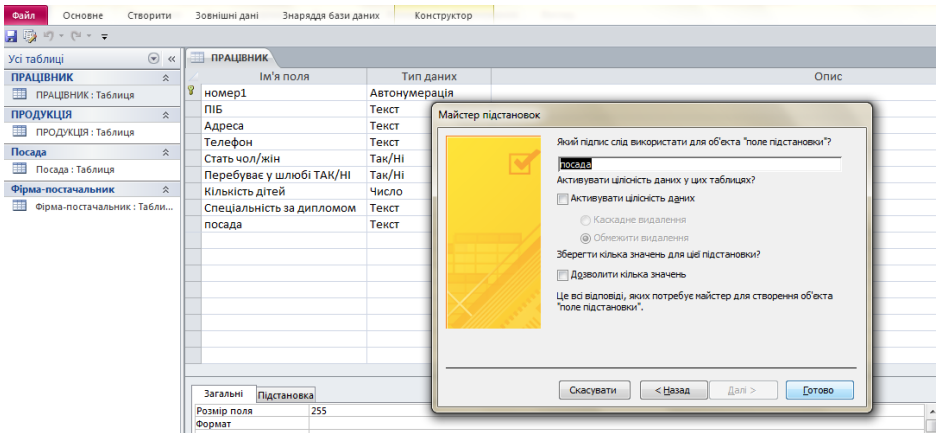 Файл Основне Створити Зовнішні дані Знаряддя бази даних Конструктор
Усі таблиці
ПРАЦІВНИК
ПРАЦІВНИК : Таблиця
ПРОДУКЦІЯ
ПРОДУКЦІЯ : Таблиця
Посада
Посада : Таблиця
Фірма-постачальник
Фірма-постачальник : Табли...
ПРАЦІВНИК
Ім'я поля Тип даних Опис
номер1 Автонумерація
ПІБ Текст
Адреса Текст
Телефон Текст
Стать чол/жін Так/Ні
Перебуває у шлюбі ТАК/НІ Так/Ні
Кількість дітей Число
Спеціальність за дипломом Текст
посада Текст
Загальні Підстановка
Розмір поля 255
Формат
Майстер підстановок
Який підпис слід використати для об'єкта "поле підстановки"?
посада
Активувати цілісність даних у цих таблицях?
Активувати цілісність даних
Каскадне видалення
Обмежити видалення
Зберегти кілька значень для цієї підстановки?
Дозволити кілька значень
Це всі відповіді, яких потребує майстер для створення об'єкта
"поле підстановки".
Скасувати < Назад Далі > Готово